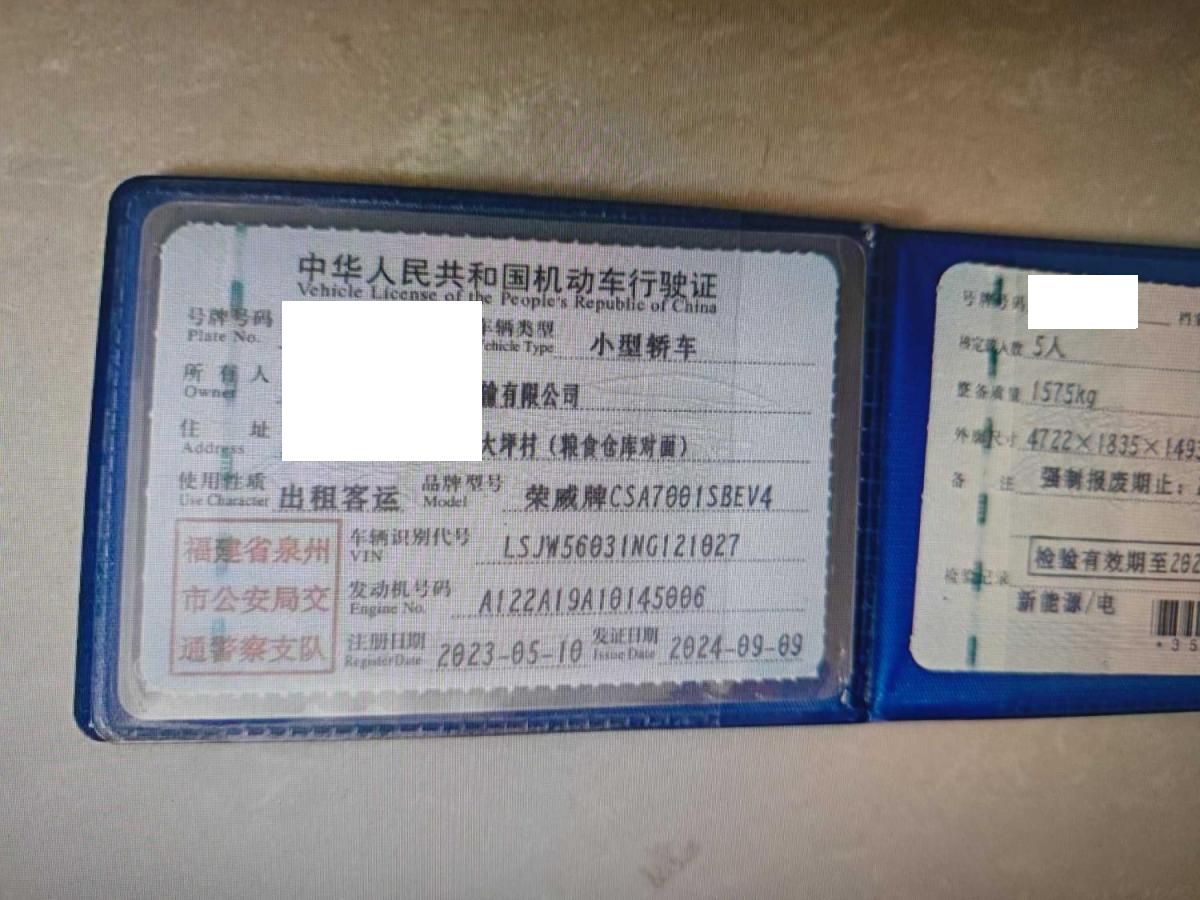 中华人民共和国机动车行驶证
Vehicle License of the People's Republic of China
号牌号码
Plate No.
车辆类型
Vehicle Type
小型轿车
所有人
Owner
输有限公司
住址
Address
大坪村（粮食仓库对面）
使用性质
Use Character
出租客运
品牌型号
Model
荣威牌CSA7001SBEV4
福建省泉州
市公安局交
通警察支队
车辆识别代号
VIN
LSJW56031NG121027
发动机号码
Engine No.
A122A19A10145006
注册日期
Register Date
2023-05-10
发证日期
Issue Date
2024-09-09
号牌号码
核定载人数 5人
整备质量 1575kg
外廓尺寸 4722×1835×1493
备注 强制报废期止：
检验有效期至202
检验记录
新能源/电